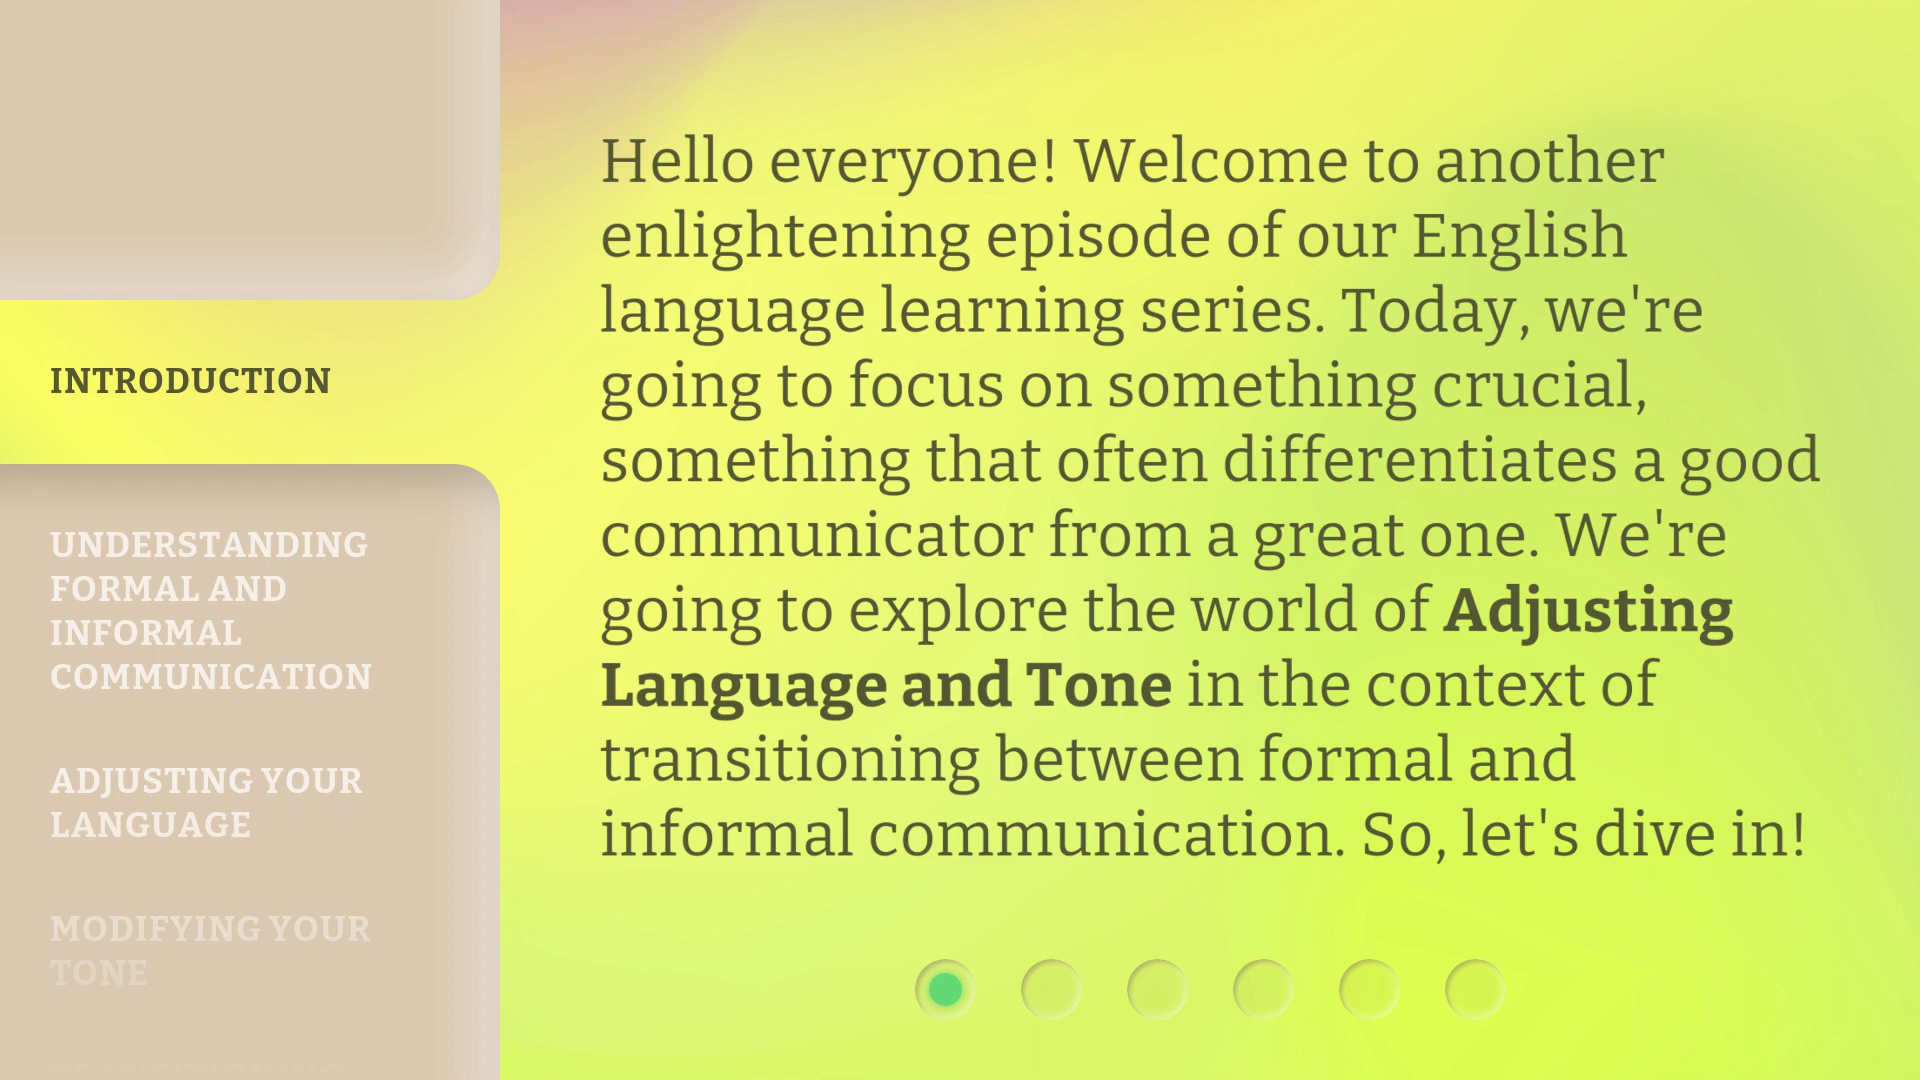 INTRODUCTION
UNDERSTANDING
FORMAL AND
INFORMAL
COMMUNICATION
ADJUSTING YOUR
LANGUAGE
MODIFYING YOUR
TONE
Hello everyone! Welcome to another
enlightening episode of our English
language learning series. Today, we're
going to focus on something crucial,
something that often differentiates a good
communicator from a great one. We're
going to explore the world of Adjusting
Language and Tone in the context of
transitioning between formal and
informal communication. So, let's dive in!